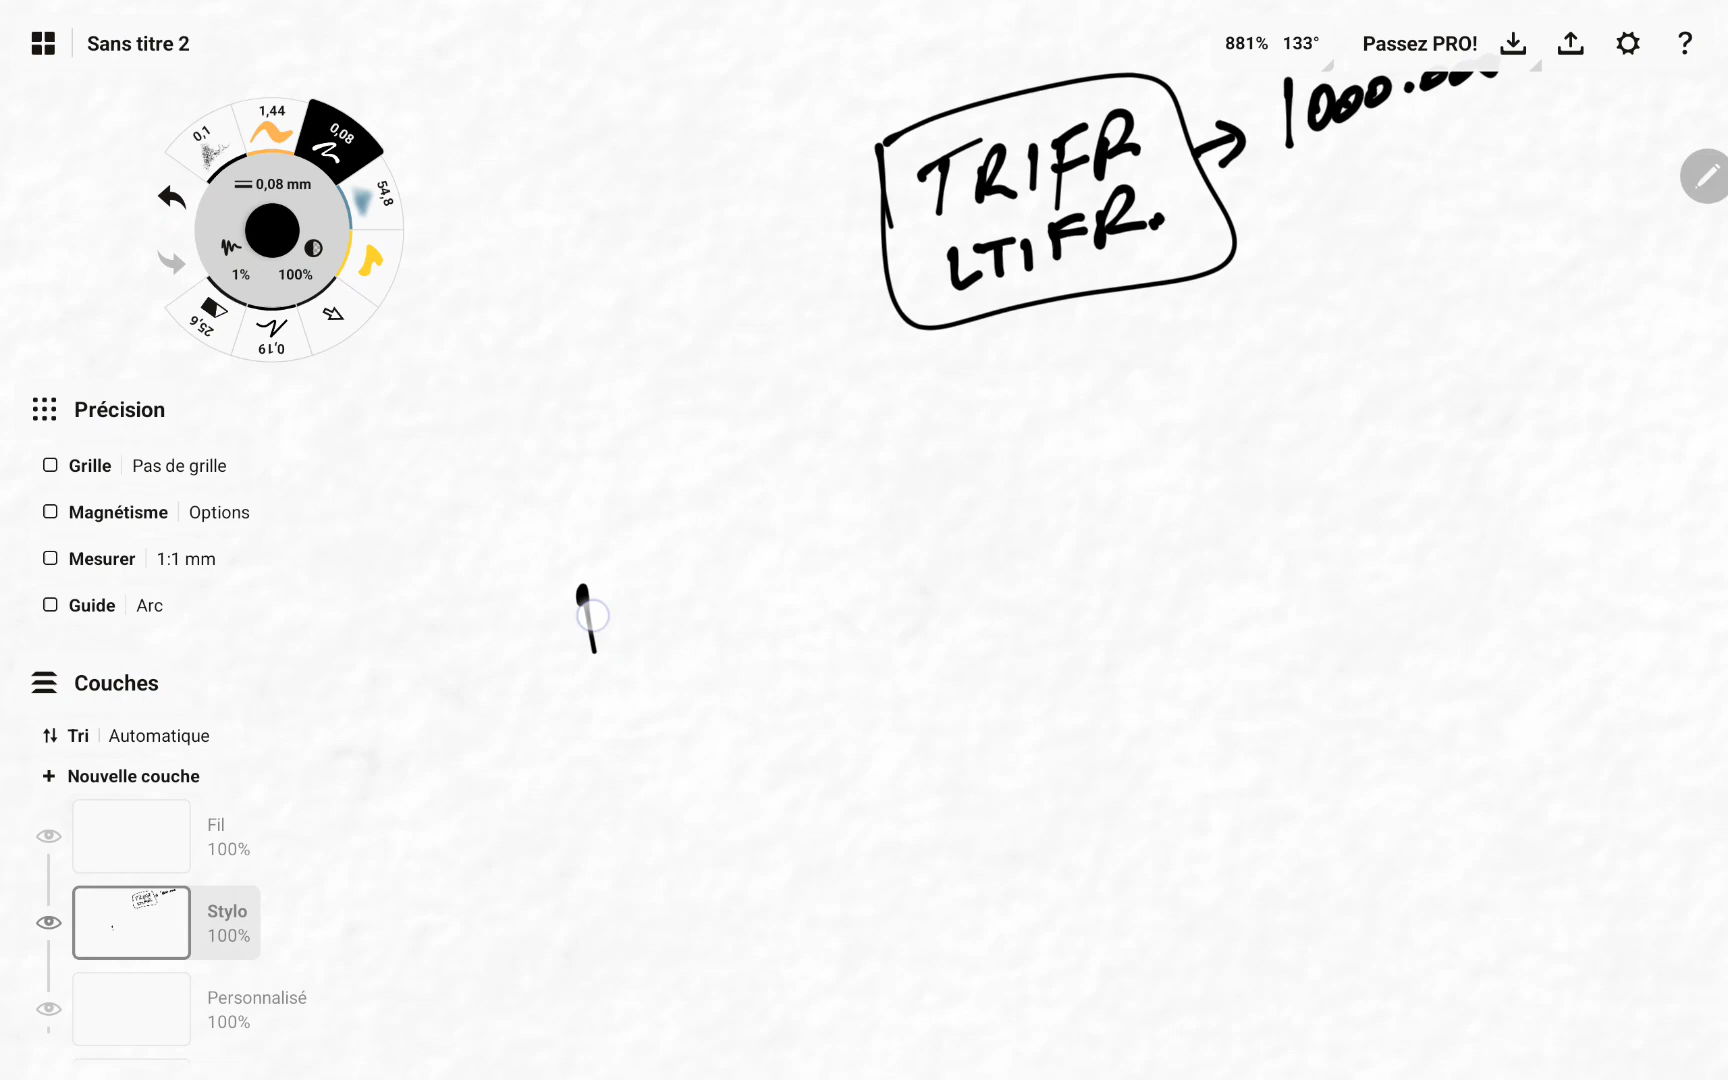 Sans titre 2
881% 133° Passez PRO! ?
TRIFR → 1000.000
LTIFR.
0,1
1,44
0,08
54,8
0,08 mm
1% 100%
25,6
0,19
Précision
Grille Pas de grille
Magnétisme Options
Mesurer 1:1 mm
Guide Arc
Couches
Tri Automatique
+ Nouvelle couche
Fil
100%
Stylo
100%
Personnalisé
100%